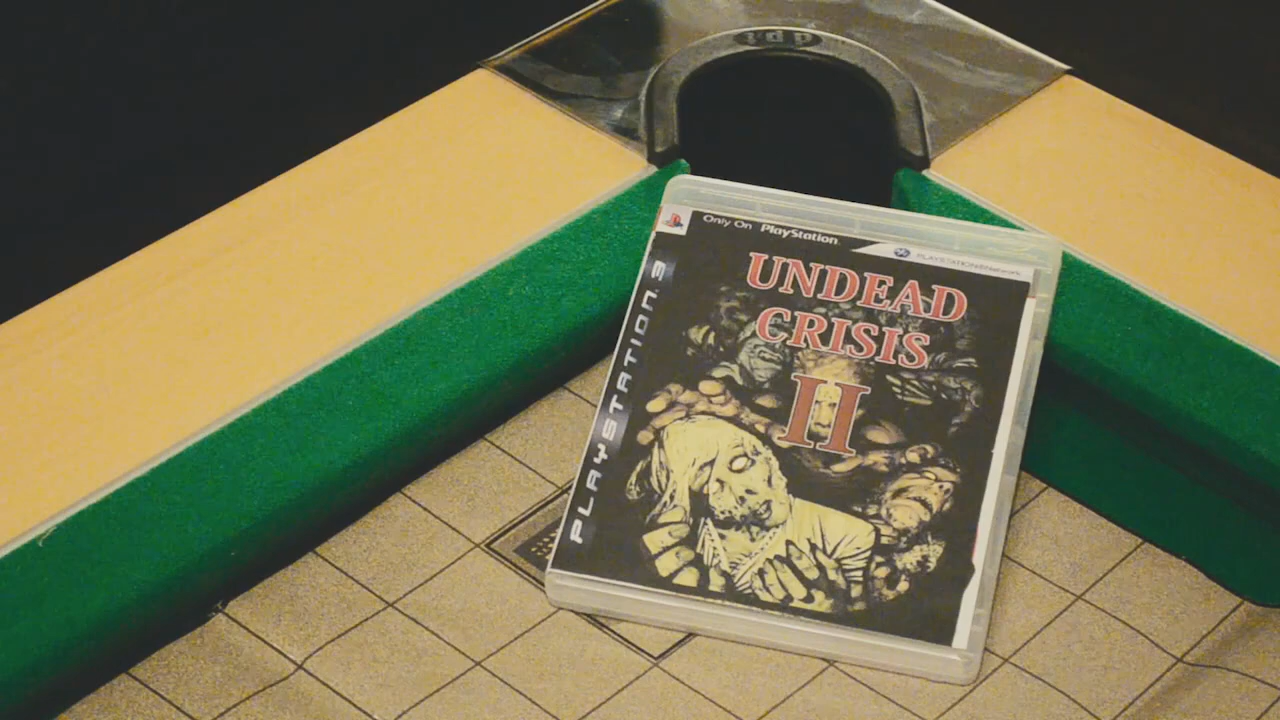 Only On PlayStation
PLAYSTATION®Network
UNDEAD
CRISIS
II
PLAYSTATION 3